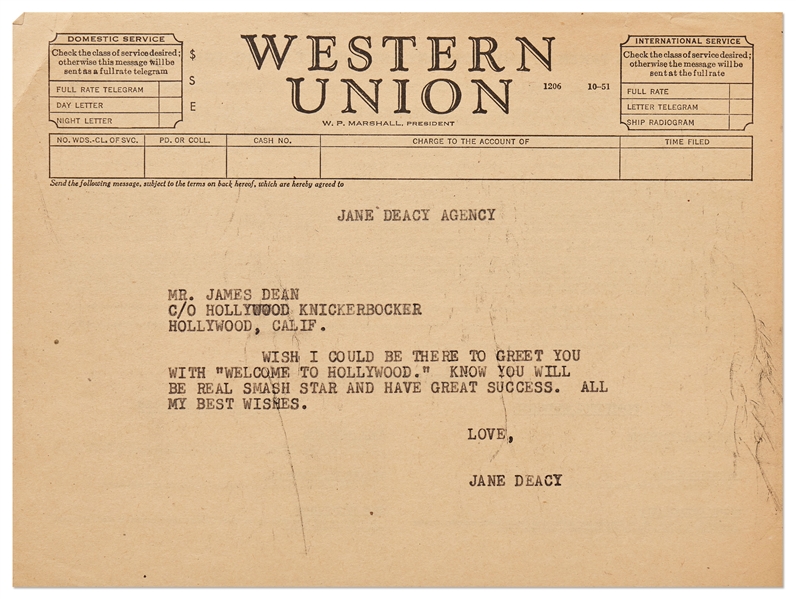 DOMESTIC SERVICE
Check the class of service desired;
otherwise this message will be
sent as a full rate telegram
FULL RATE TELEGRAM
DAY LETTER
NIGHT LETTER
$
S
E
WESTERN
UNION
1206 10-51
W. P. MARSHALL, PRESIDENT
INTERNATIONAL SERVICE
Check the class of service desired;
otherwise the message will be
sent at the full rate
FULL RATE
LETTER TELEGRAM
SHIP RADIOGRAM
NO. WDS.-CL. OF SVC. PD. OR COLL. CASH NO. CHARGE TO THE ACCOUNT OF TIME FILED
Send the following message, subject to the terms on back hereof, which are hereby agreed to
JANE DEACY AGENCY
MR. JAMES DEAN
C/O HOLLYWOOD KNICKERBOCKER
HOLLYWOOD, CALIF.
WISH I COULD BE THERE TO GREET YOU
WITH "WELCOME TO HOLLYWOOD." KNOW YOU WILL
BE REAL SMASH STAR AND HAVE GREAT SUCCESS. ALL
MY BEST WISHES.
LOVE,
JANE DEACY